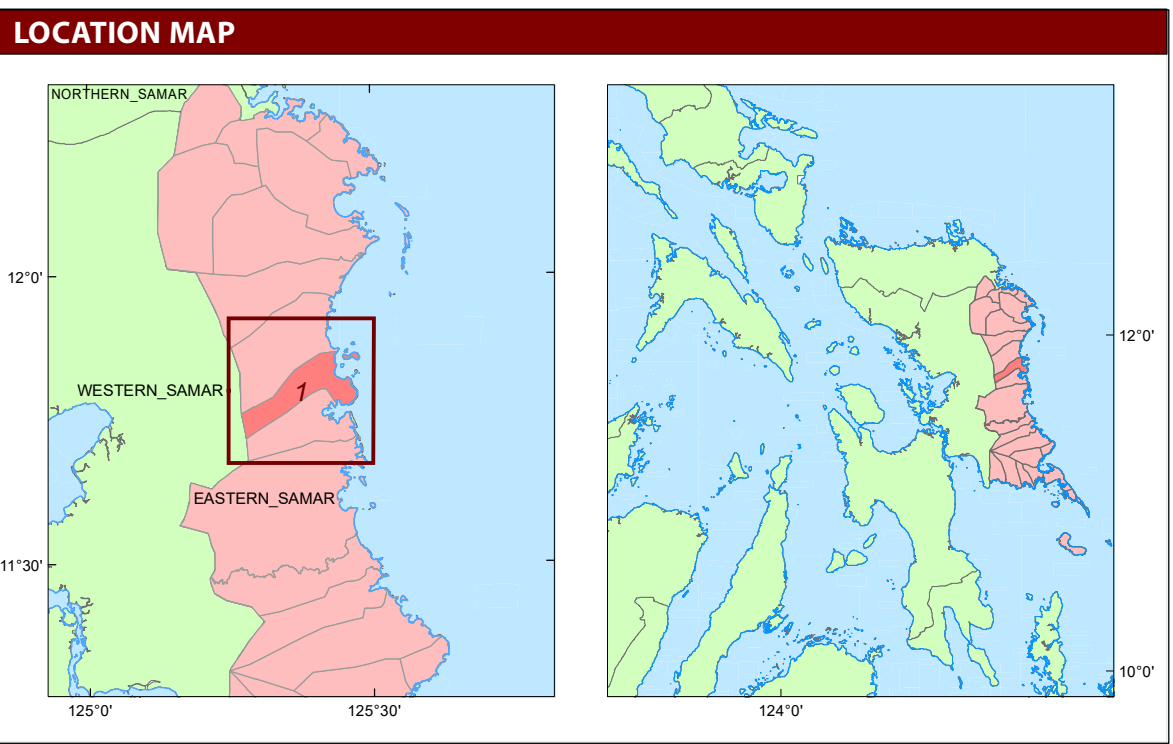 LOCATION MAP
NORTHERN_SAMAR
12°0'
WESTERN_SAMAR
1
EASTERN_SAMAR
11°30'
125°0'
125°30'
12°0'
10°0'
124°0'